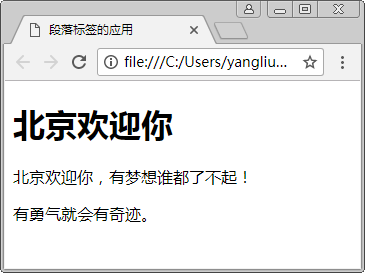 段落标签的应用
file:///C:/Users/yangliu...
北京欢迎你
北京欢迎你，有梦想谁都了不起！
有勇气就会有奇迹。